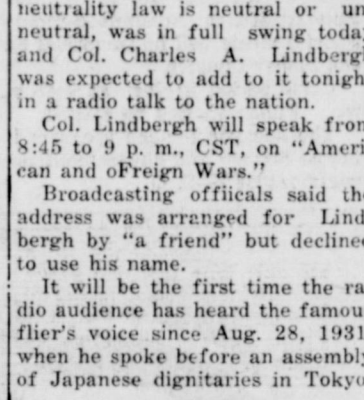 neutrality law is neutral or un
neutral, was in full swing today
and Col. Charles A. Lindbergh
was expected to add to it tonigh
in a radio talk to the nation.
Col. Lindbergh will speak from
8:45 to 9 p. m., CST, on "Ameri
can and oFreign Wars."
Broadcasting offiicals said the
address was arranged for Lind
bergh by "a friend" but declined
to use his name.
It will be the first time the ra
dio audience has heard the famou
flier's voice since Aug. 28, 1931
when he spoke before an assembly
of Japanese dignitaries in Tokyo